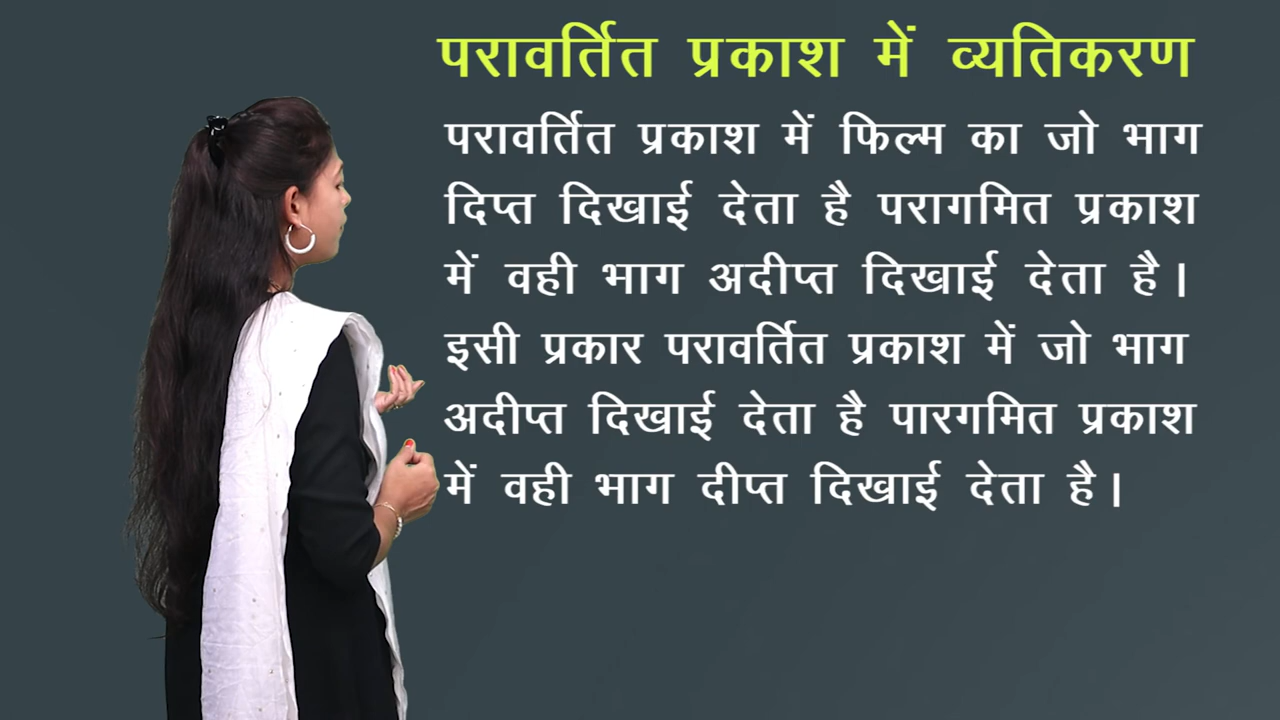 परावर्तित प्रकाश में व्यतिकरण
परावर्तित प्रकाश में फिल्म का जो भाग
दिप्त दिखाई देता है परागमित प्रकाश
में वही भाग अदीप्त दिखाई देता है।
इसी प्रकार परावर्तित प्रकाश में जो भाग
अदीप्त दिखाई देता है पारगमित प्रकाश
में वही भाग दीप्त दिखाई देता है।